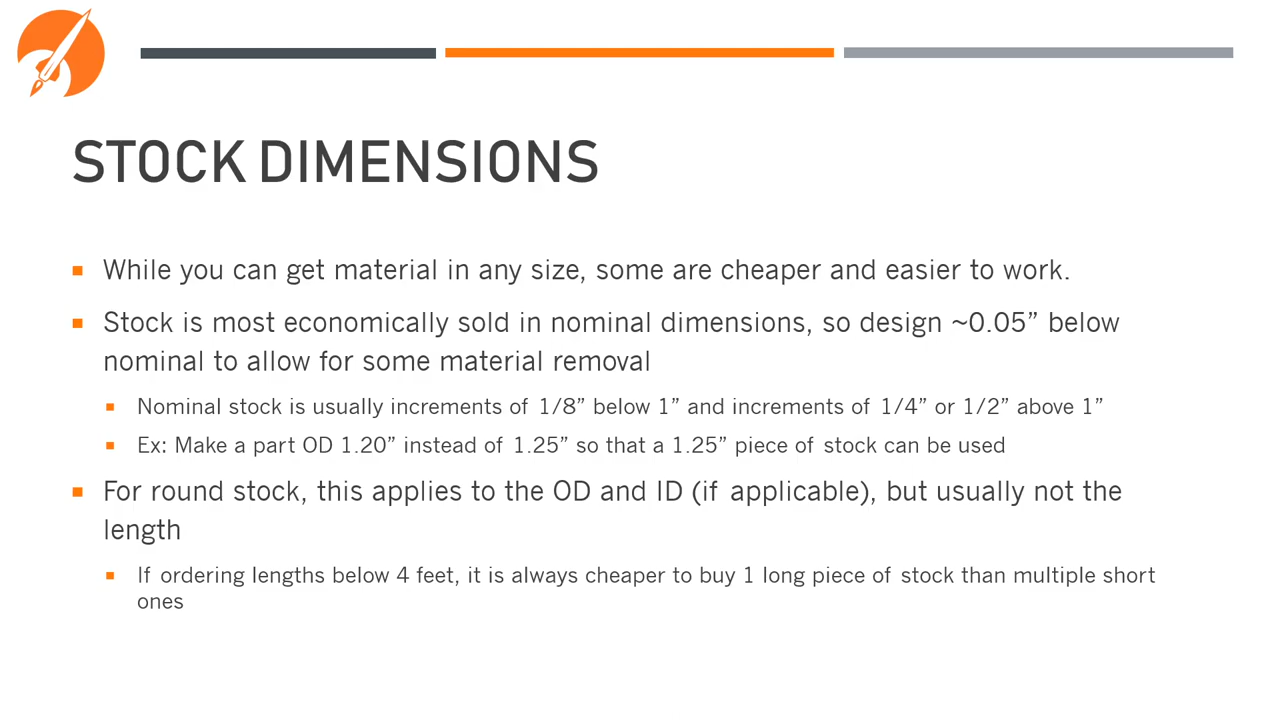 STOCK DIMENSIONS
While you can get material in any size, some are cheaper and easier to work.
Stock is most economically sold in nominal dimensions, so design ~0.05” below
nominal to allow for some material removal
Nominal stock is usually increments of 1/8” below 1” and increments of 1/4” or 1/2” above 1”
Ex: Make a part OD 1.20” instead of 1.25” so that a 1.25” piece of stock can be used
For round stock, this applies to the OD and ID (if applicable), but usually not the
length
If ordering lengths below 4 feet, it is always cheaper to buy 1 long piece of stock than multiple short
ones